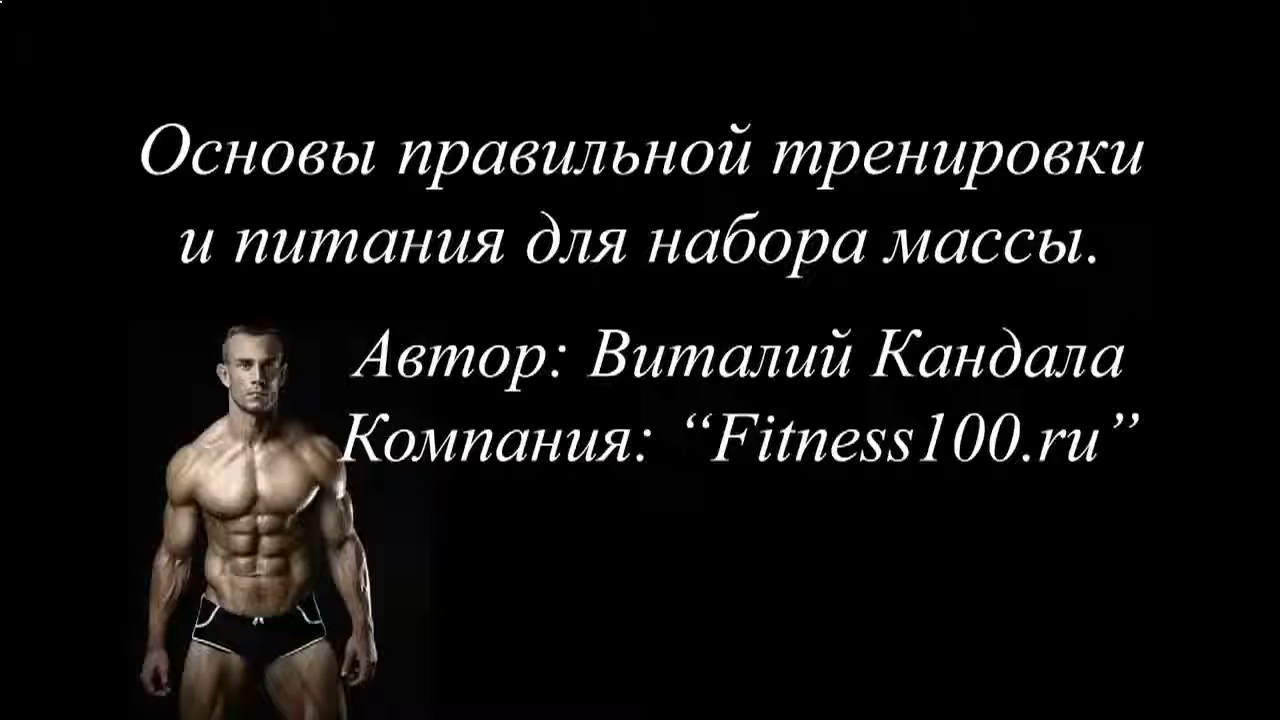 Основы правильной тренировки
и питания для набора массы.
Автор: Виталий Кандала
Компания: “Fitness100.ru”